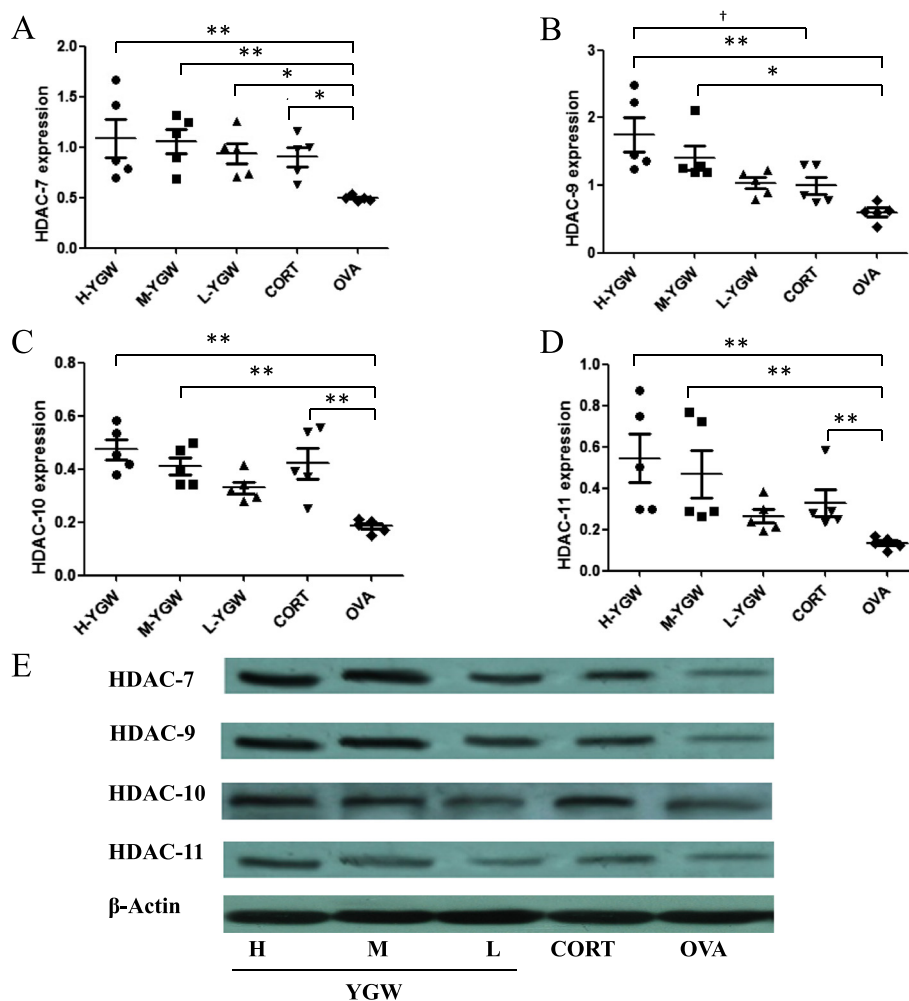 A
**
**
*
*
2.0
1.5
1.0
0.5
0.0
HDAC-7 expression
H-YGW
M-YGW
L-YGW
CORT
OVA
B
†
**
*
3
2
1
0
HDAC-9 expression
H-YGW
M-YGW
L-YGW
CORT
OVA
C
**
**
**
0.8
0.6
0.4
0.2
0.0
HDAC-10 expression
H-YGW
M-YGW
L-YGW
CORT
OVA
D
**
**
**
1.0
0.8
0.6
0.4
0.2
0.0
HDAC-11 expression
H-YGW
M-YGW
L-YGW
CORT
OVA
E
HDAC-7
HDAC-9
HDAC-10
HDAC-11
β-Actin
H M L CORT OVA
YGW